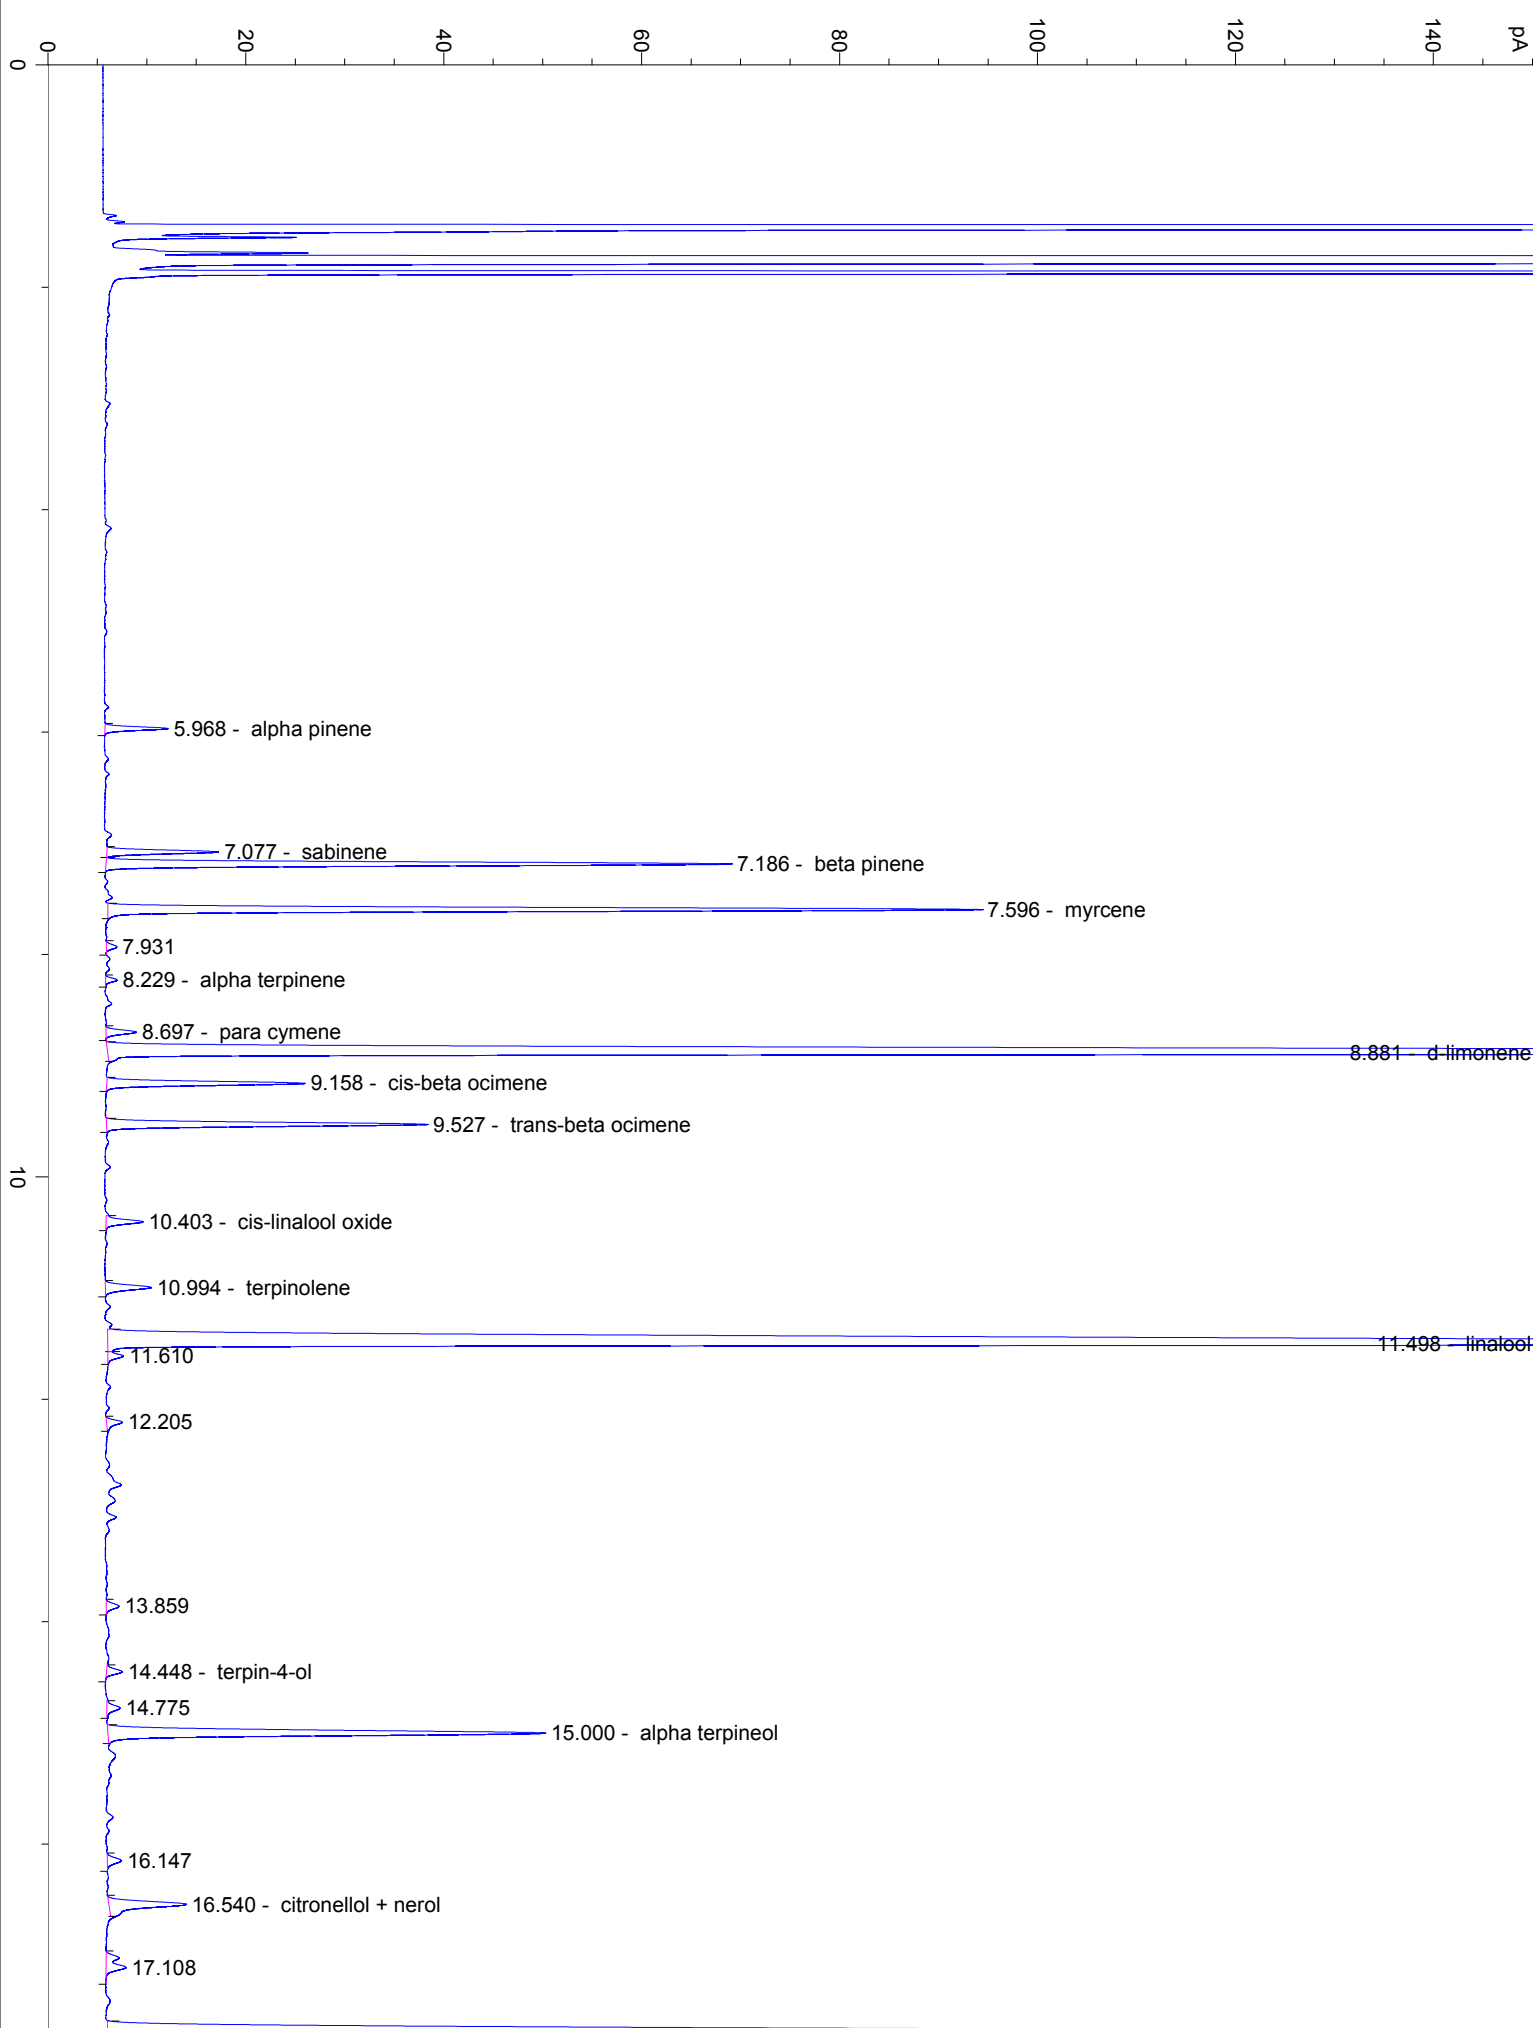 0
20
40
60
80
100
120
140
pA
0
5.968 - alpha pinene
7.077 - sabinene
7.186 - beta pinene
7.596 - myrcene
7.931
8.229 - alpha terpinene
8.697 - para cymene
8.881 - d-limonene
9.158 - cis-beta ocimene
9.527 - trans-beta ocimene
10
10.403 - cis-linalool oxide
10.994 - terpinolene
11.498 - linalool
11.610
12.205
13.859
14.448 - terpin-4-ol
14.775
15.000 - alpha terpineol
16.147
16.540 - citronellol + nerol
17.108